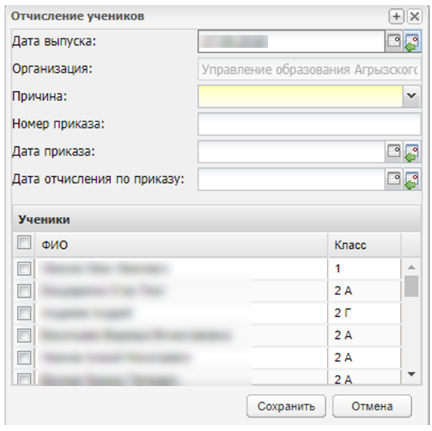 Отчисление учеников
Дата выпуска:
Организация: Управление образования Агрызског
Причина:
Номер приказа:
Дата приказа:
Дата отчисления по приказу:
Ученики
ФИО Класс
1
2 А
2 Г
2 А
2 А
2 А
Сохранить Отмена